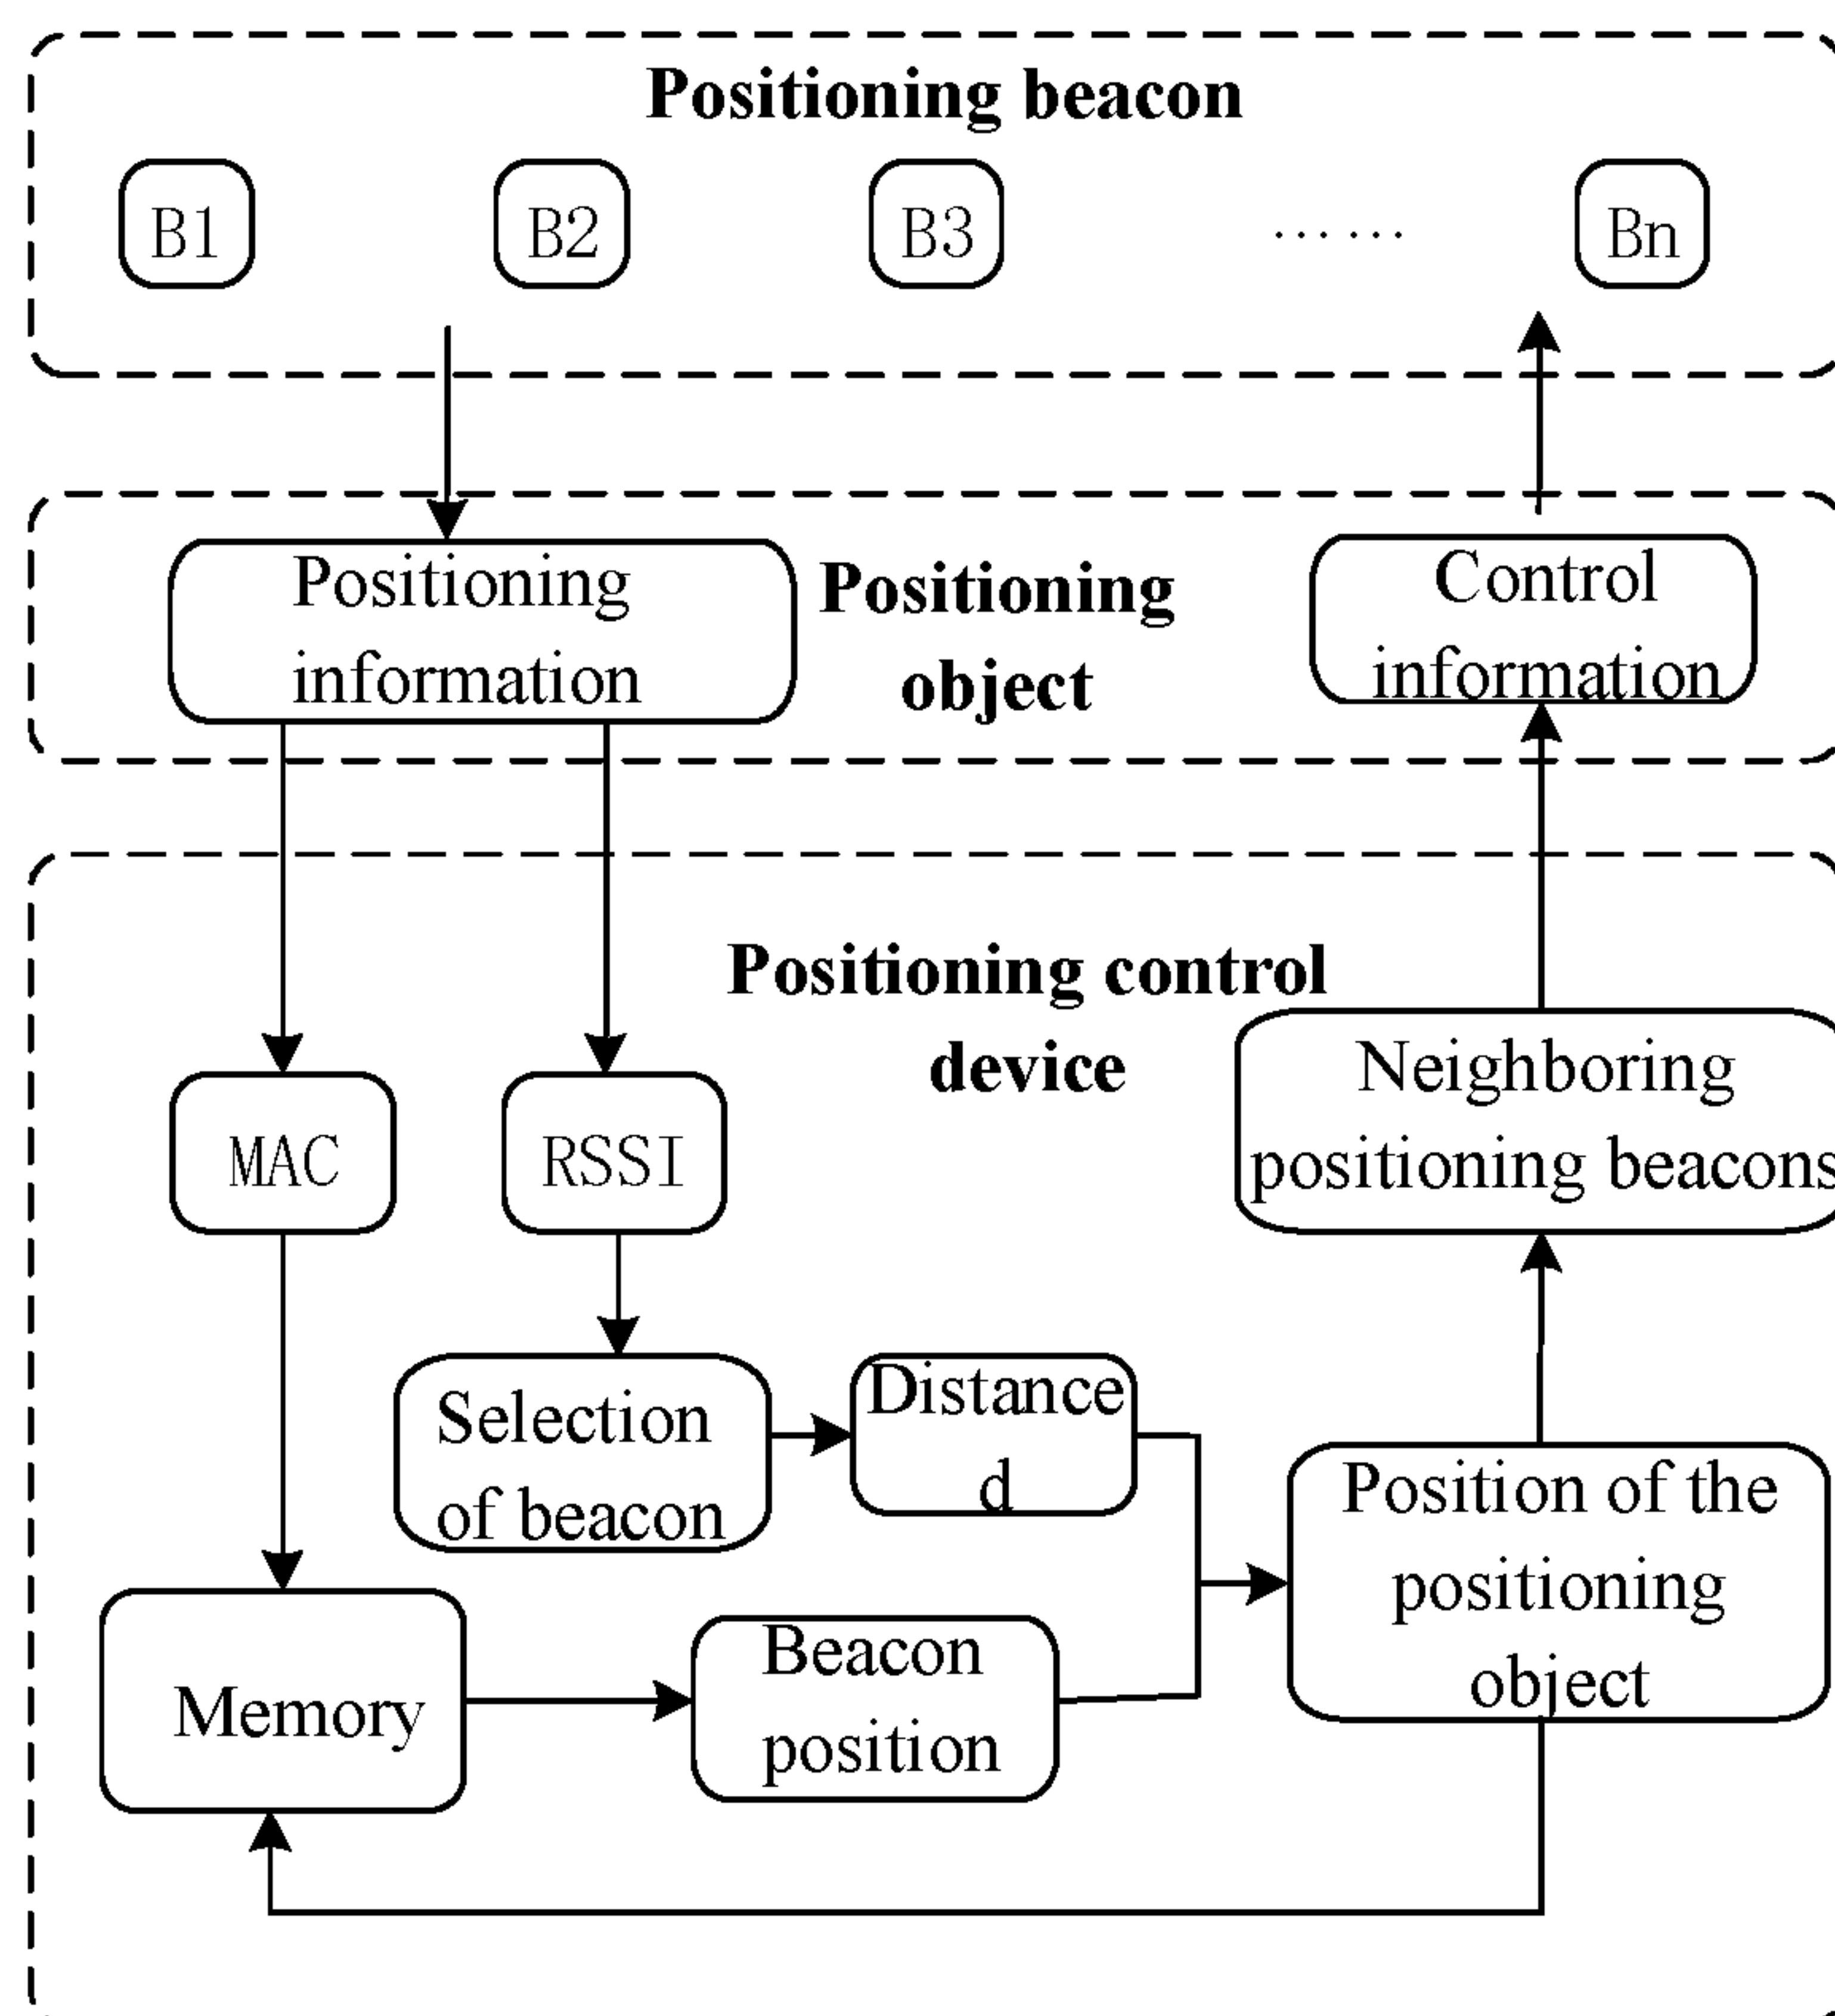 Positioning beacon
B1
B2
B3
......
Bn
Positioning
information
Positioning
object
Control
information
Positioning control
device
MAC
RSSI
Neighboring
positioning beacons
Selection
of beacon
Distance
d
Position of the
positioning
object
Memory
Beacon
position